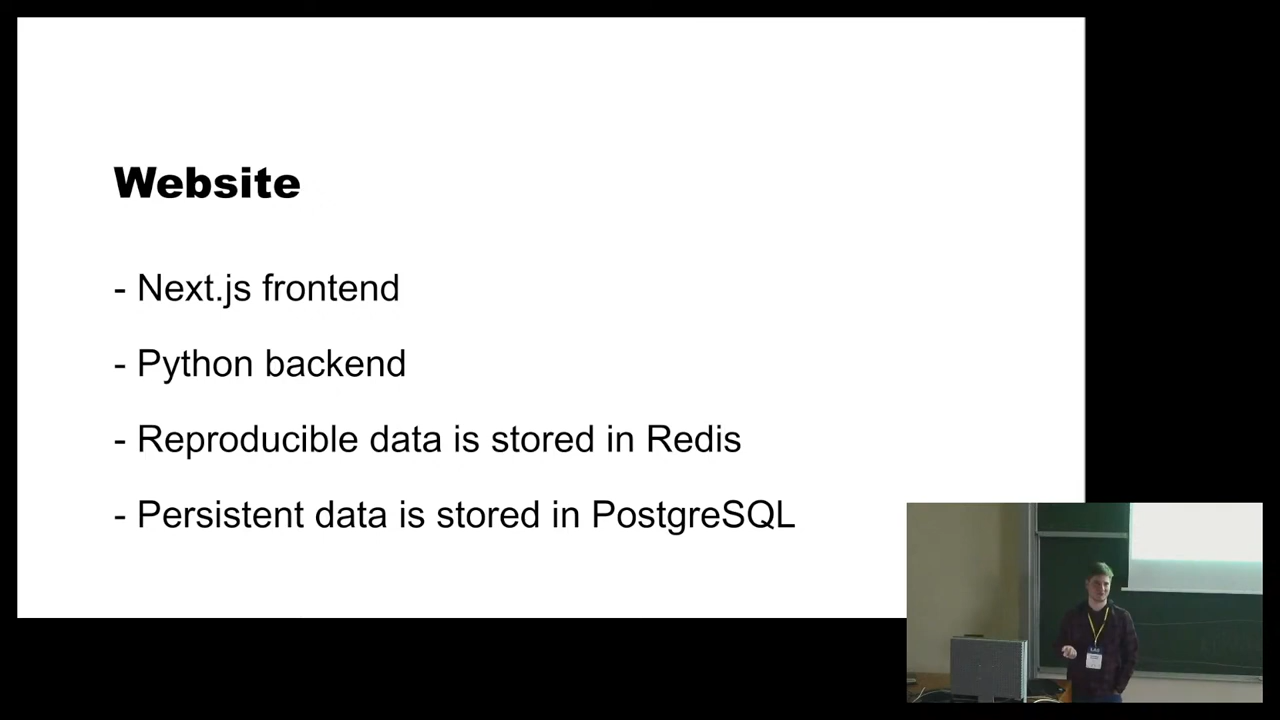 Website
- Next.js frontend
- Python backend
- Reproducible data is stored in Redis
- Persistent data is stored in PostgreSQL